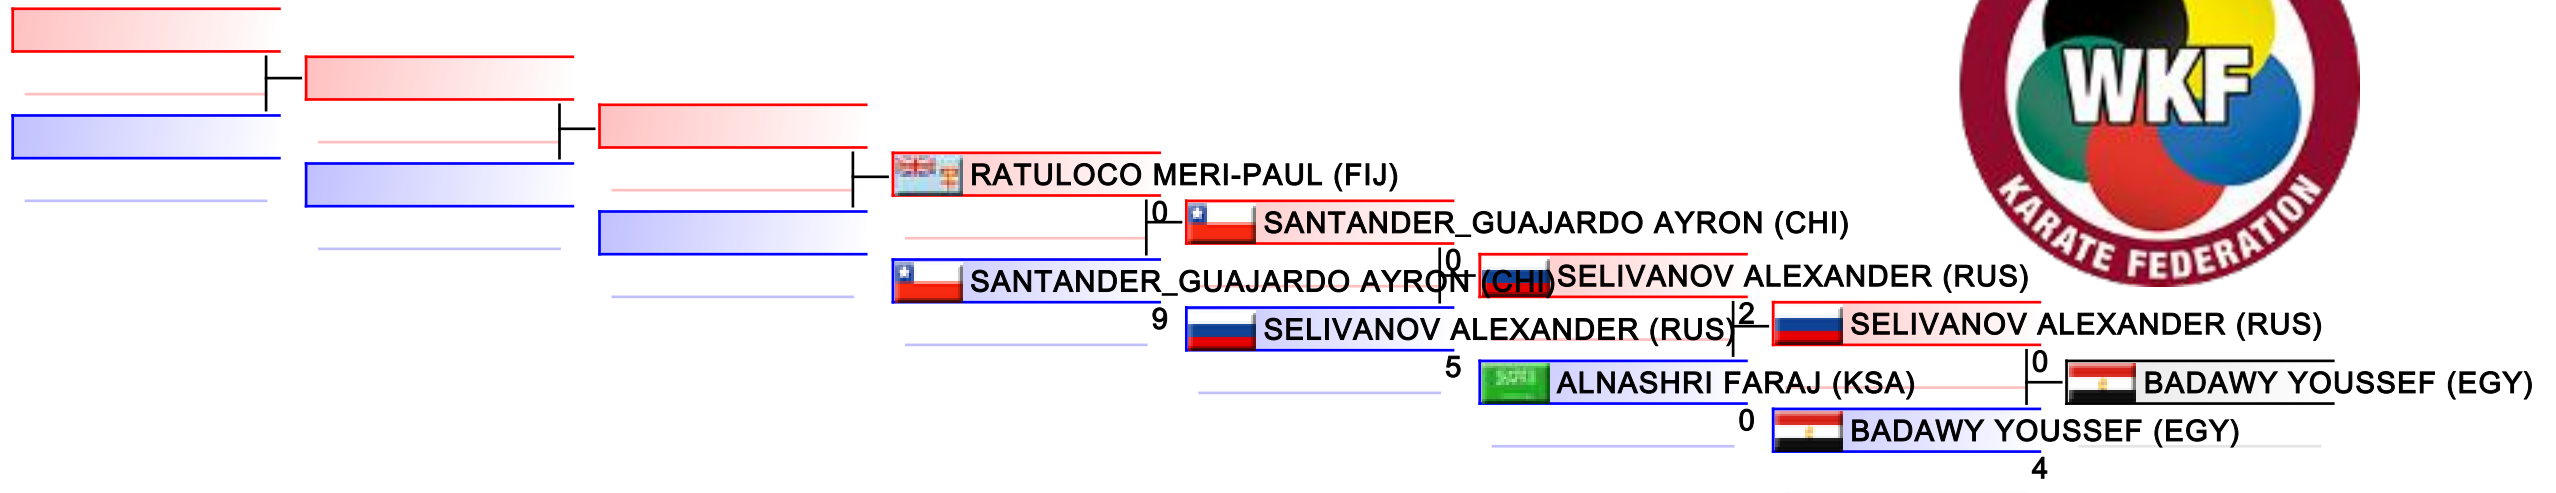 WKF
KARATE FEDERATION
RATULOCO MERI-PAUL (FIJ)
0
SANTANDER_GUAJARDO AYRON (CHI)
9
SANTANDER_GUAJARDO AYRON (CHI)
0
SELIVANOV ALEXANDER (RUS)
5
SELIVANOV ALEXANDER (RUS)
2
ALNASHRI FARAJ (KSA)
0
SELIVANOV ALEXANDER (RUS)
0
BADAWY YOUSSEF (EGY)
4
BADAWY YOUSSEF (EGY)